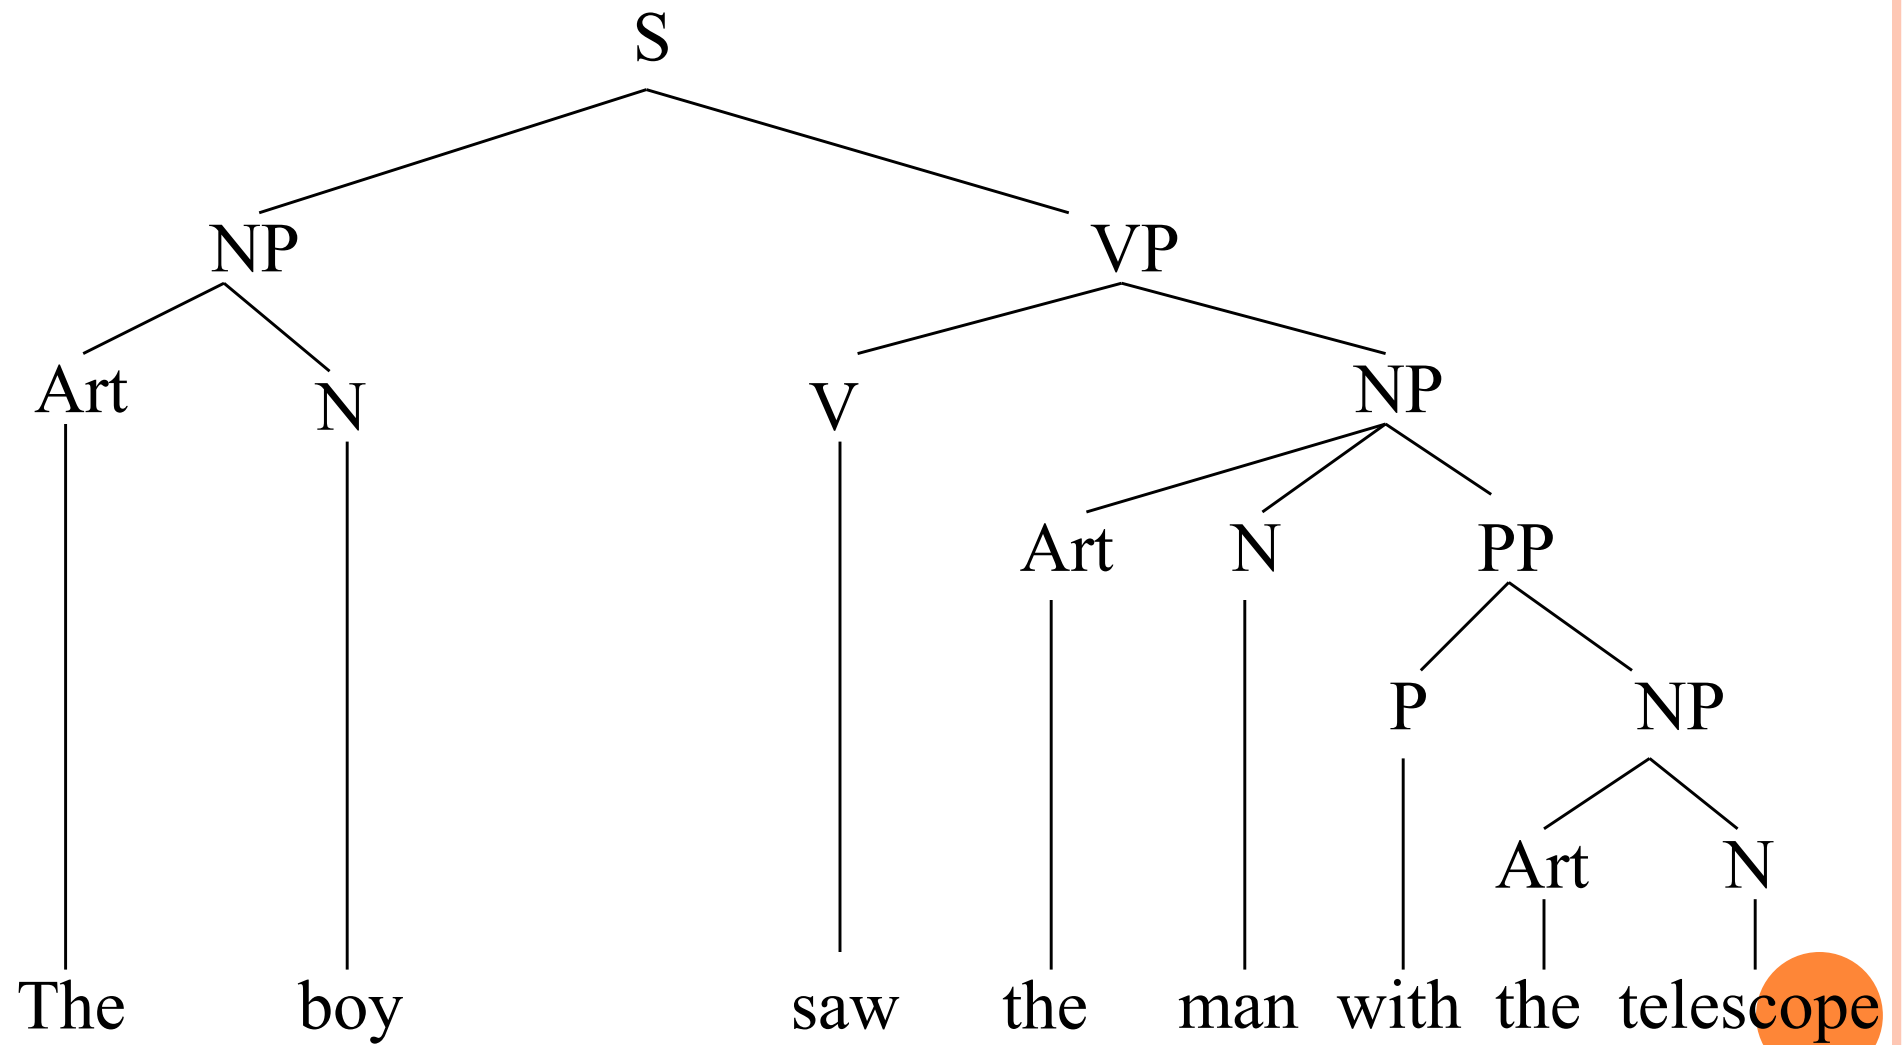 S
NP VP
Art N V NP
Art N PP
P NP
Art N
The boy saw the man with the telescope